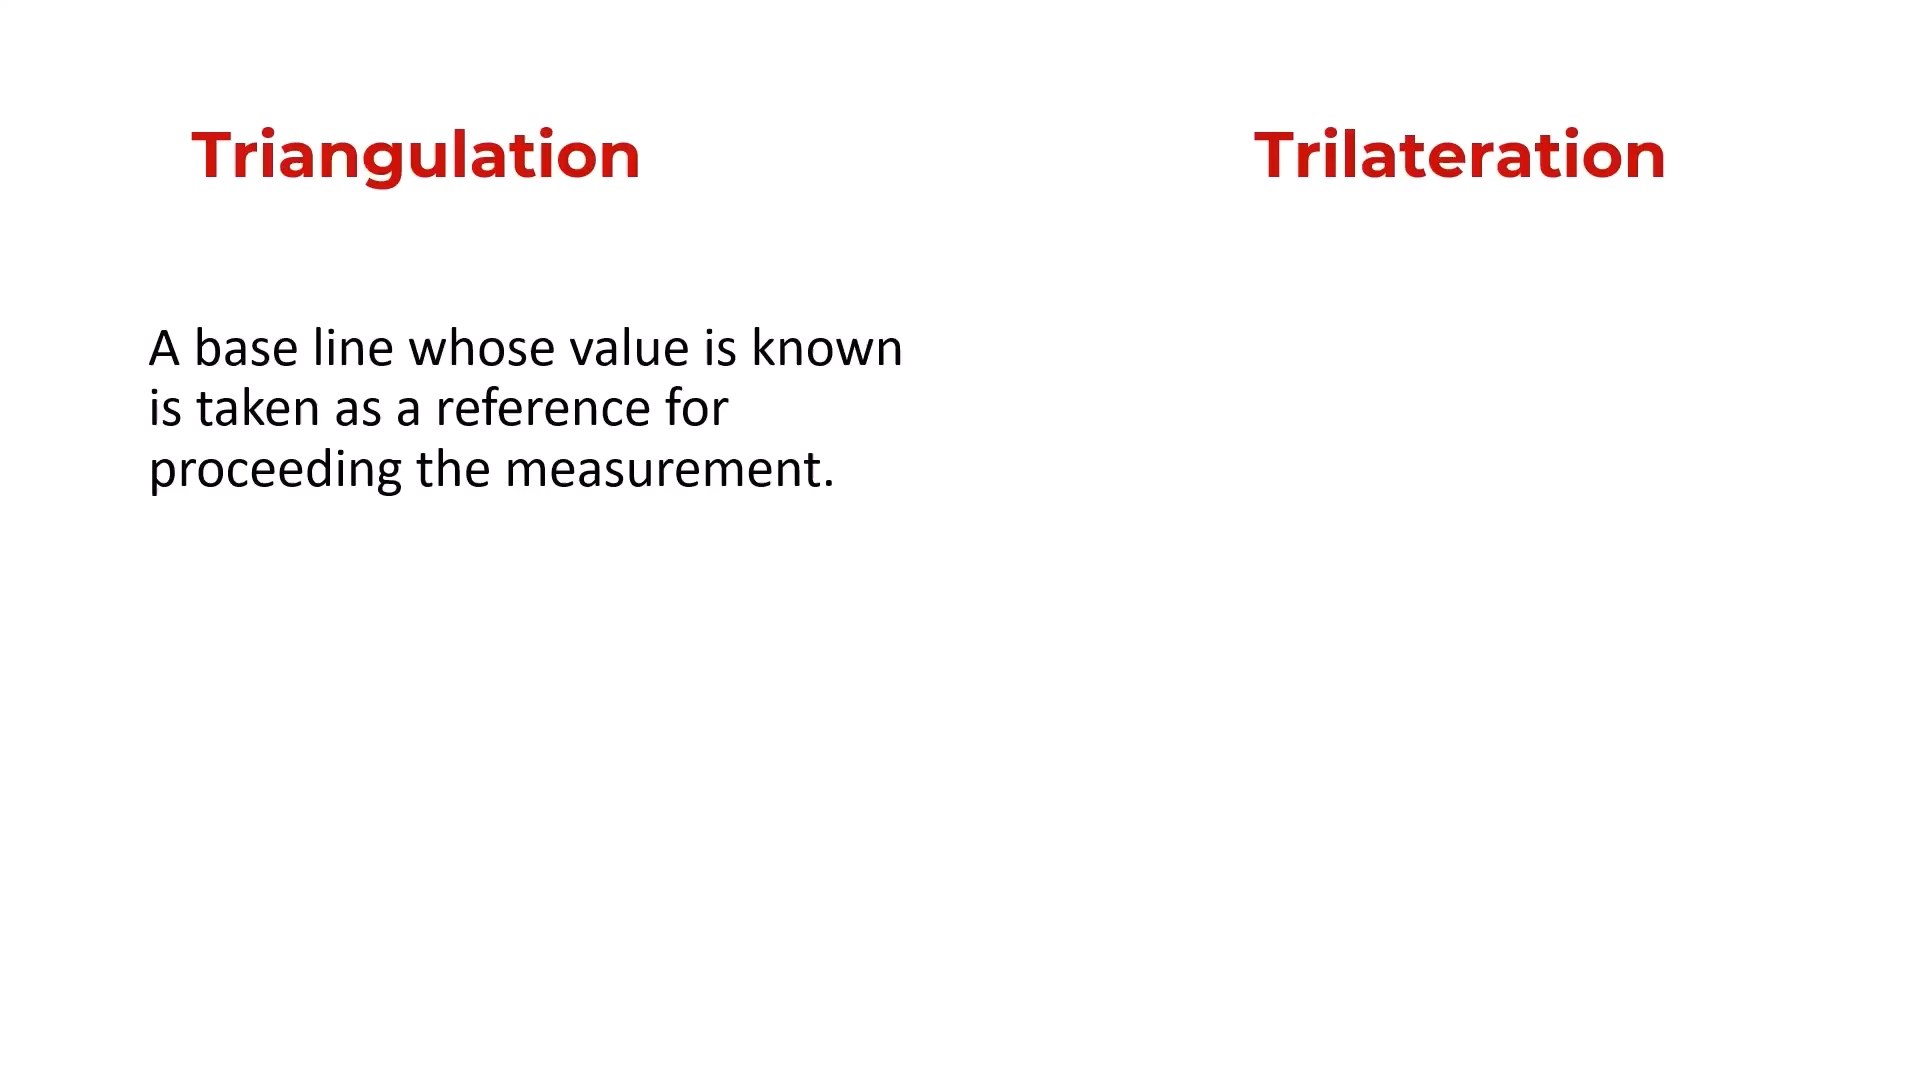 Triangulation
Trilateration
A base line whose value is known
is taken as a reference for
proceeding the measurement.